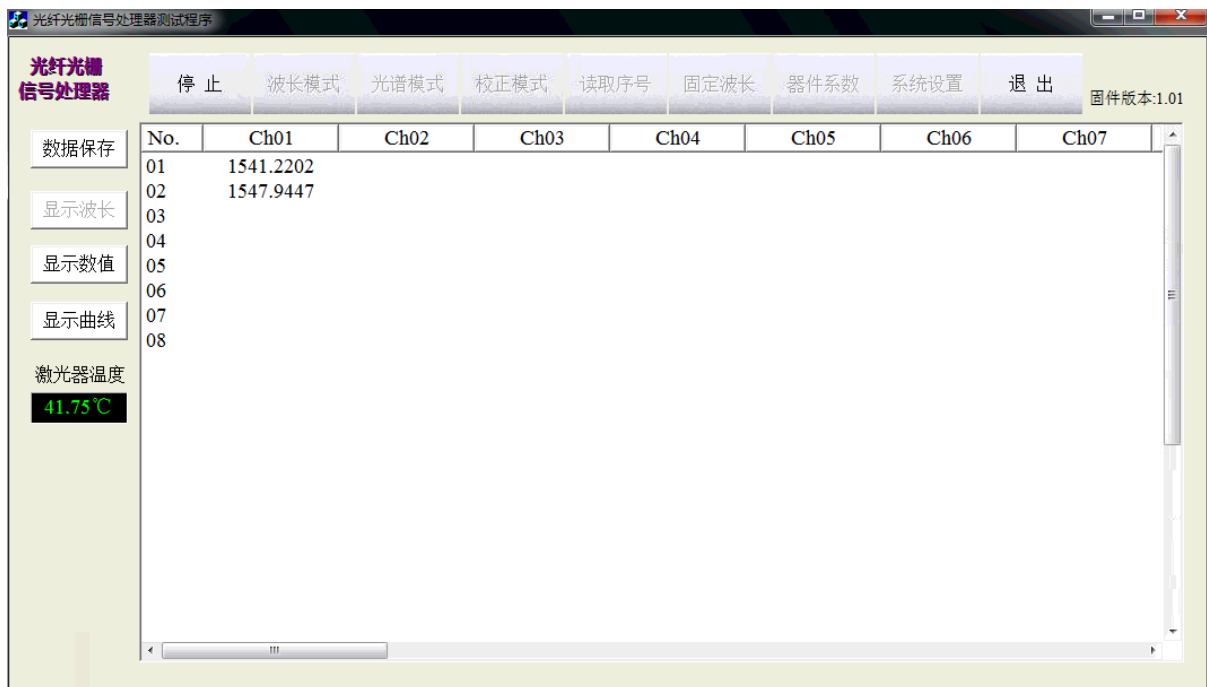 光纤光栅信号处理器测试程序
光纤光栅
信号处理器
停 止 波长模式 光谱模式 校正模式 读取序号 固定波长 器件系数 系统设置 退 出
固件版本:1.01
数据保存
显示波长
显示数值
显示曲线
激光器温度
41.75℃
No. Ch01 Ch02 Ch03 Ch04 Ch05 Ch06 Ch07
01 1541.2202
02 1547.9447
03
04
05
06
07
08